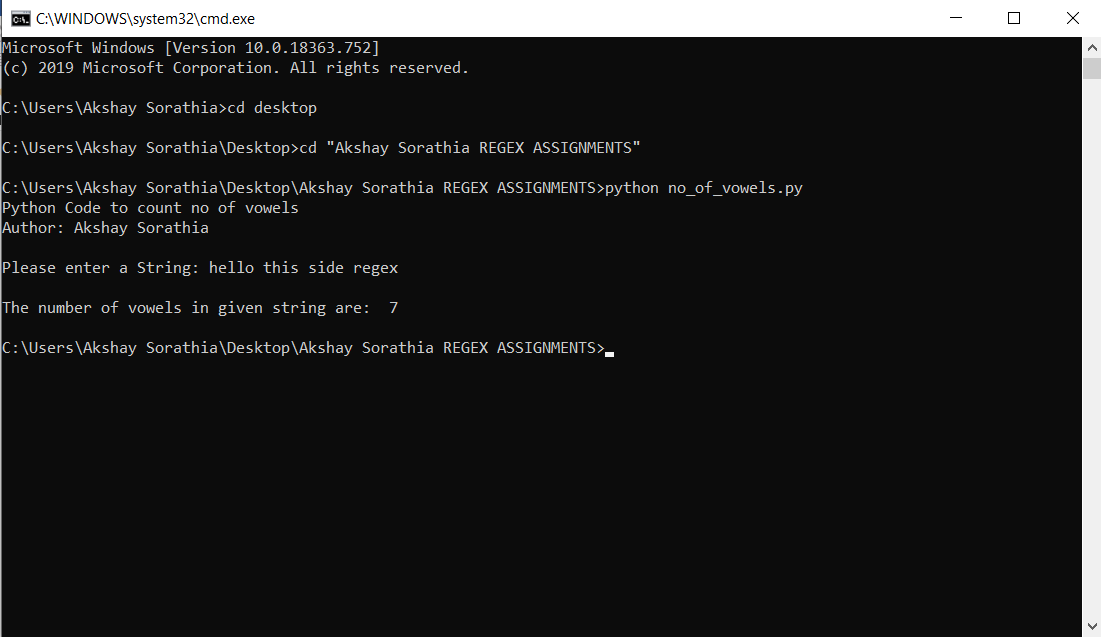 C:\WINDOWS\system32\cmd.exe
Microsoft Windows [Version 10.0.18363.752]
(c) 2019 Microsoft Corporation. All rights reserved.
C:\Users\Akshay Sorathia>cd desktop
C:\Users\Akshay Sorathia\Desktop>cd "Akshay Sorathia REGEX ASSIGNMENTS"
C:\Users\Akshay Sorathia\Desktop\Akshay Sorathia REGEX ASSIGNMENTS>python no_of_vowels.py
Python Code to count no of vowels
Author: Akshay Sorathia
Please enter a String: hello this side regex
The number of vowels in given string are:  7
C:\Users\Akshay Sorathia\Desktop\Akshay Sorathia REGEX ASSIGNMENTS>